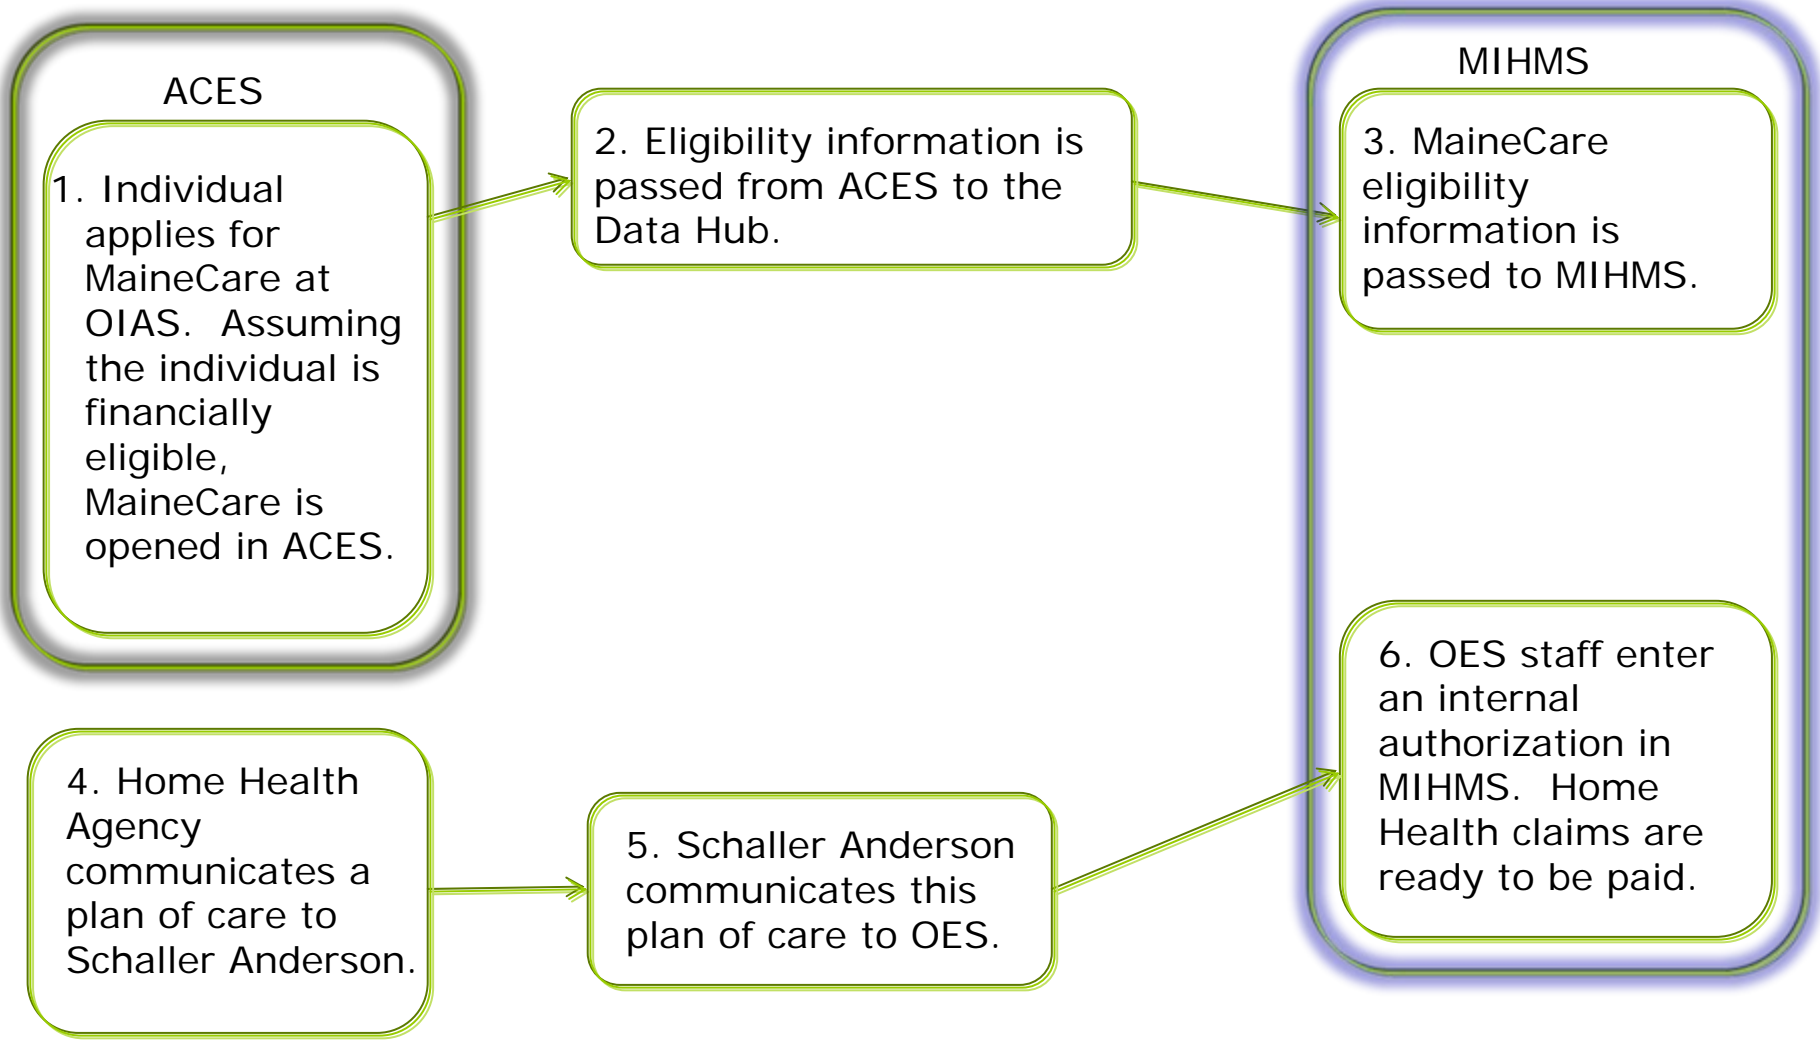 ACES
1. Individual
applies for
MaineCare at
OIAS.  Assuming
the individual is
financially
eligible,
MaineCare is
opened in ACES.
2. Eligibility information is
passed from ACES to the
Data Hub.
MIHMS
3. MaineCare
eligibility
information is
passed to MIHMS.
4. Home Health
Agency
communicates a
plan of care to
Schaller Anderson.
5. Schaller Anderson
communicates this
plan of care to OES.
6. OES staff enter
an internal
authorization in
MIHMS.  Home
Health claims are
ready to be paid.